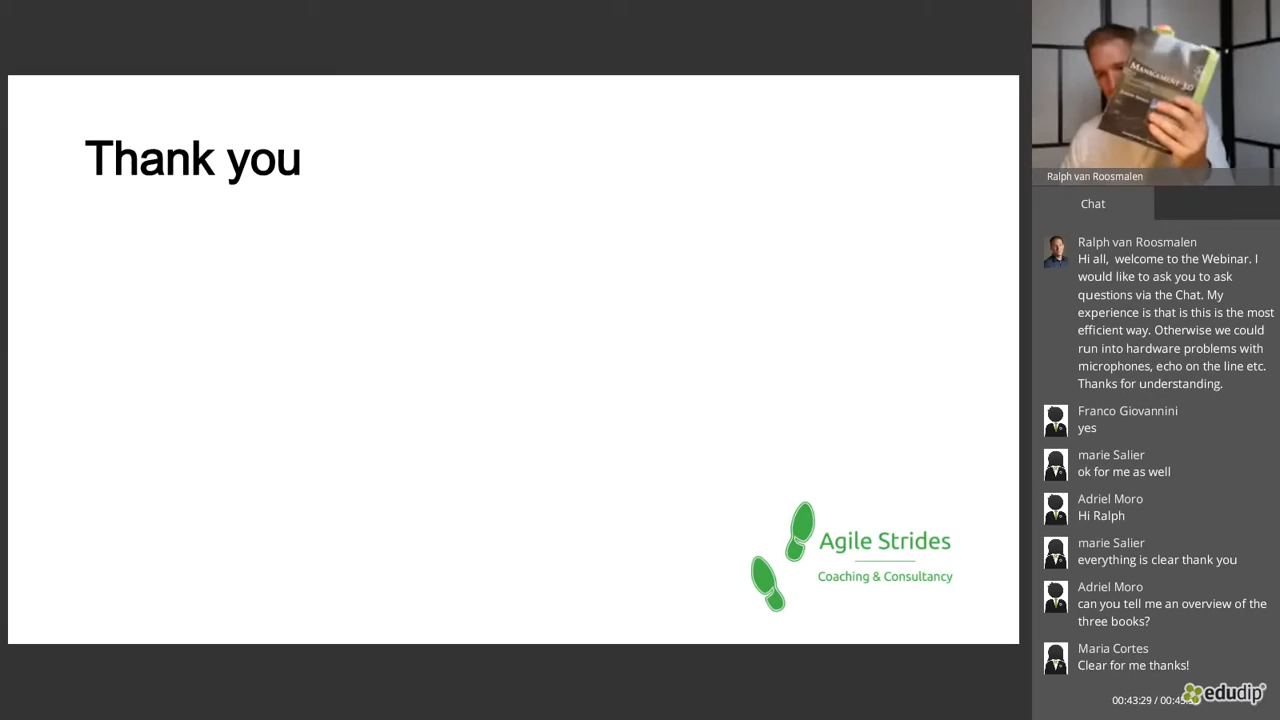 Thank you
Agile Strides
Coaching & Consultancy
MANAGEMENT 3.0
Ralph van Roosmalen
Chat
Ralph van Roosmalen
Hi all, welcome to the Webinar. I
would like to ask you to ask
questions via the Chat. My
experience is that is this is the most
efficient way. Otherwise we could
run into hardware problems with
microphones, echo on the line etc.
Thanks for understanding.
Franco Giovannini
yes
marie Salier
ok for me as well
Adriel Moro
Hi Ralph
marie Salier
everything is clear thank you
Adriel Moro
can you tell me an overview of the
three books?
Maria Cortes
Clear for me thanks!
00:43:29 / 00:45
edudip